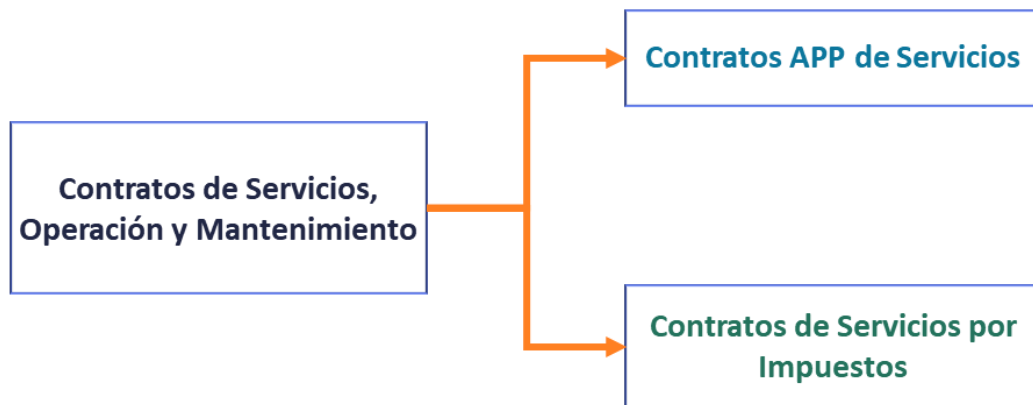 Contratos APP de Servicios
Contratos de Servicios,
Operación y Mantenimiento
Contratos de Servicios por
Impuestos